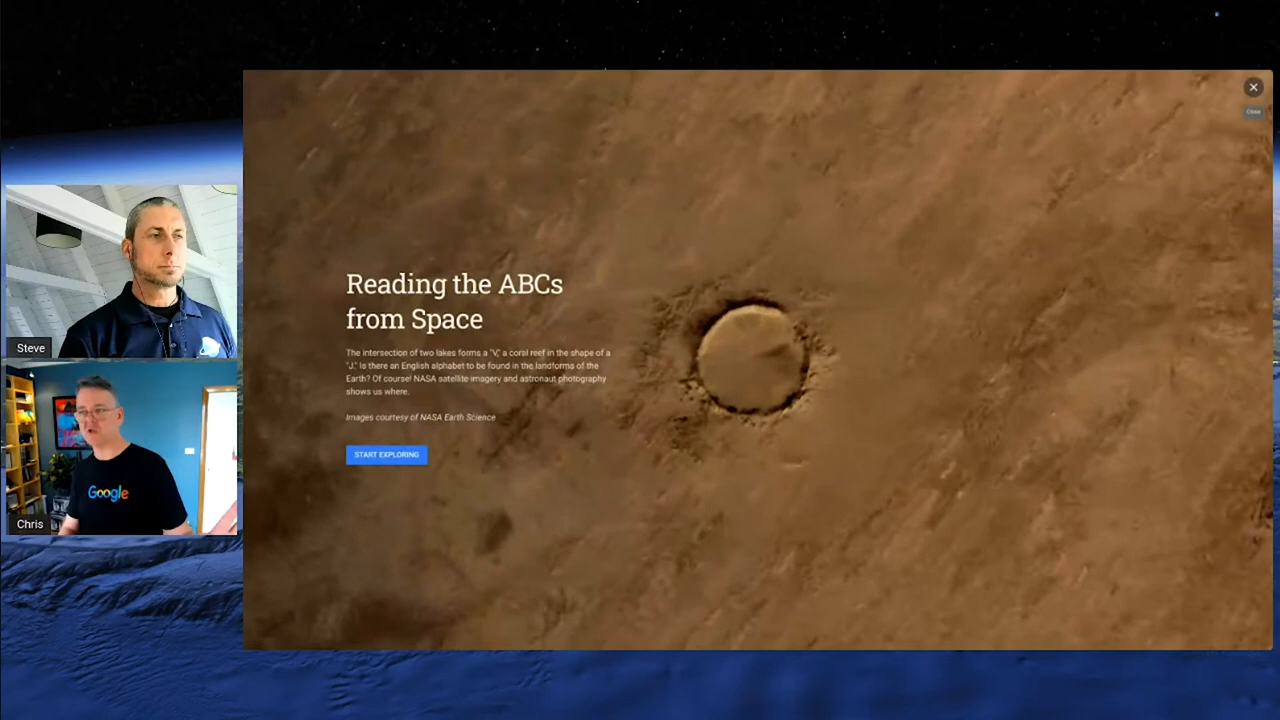 Close
Steve
Google
Chris
Reading the ABCs
from Space
The intersection of two lakes forms a "V," a coral reef in the shape of a
"J." Is there an English alphabet to be found in the landforms of the
Earth? Of course! NASA satellite imagery and astronaut photography
shows us where.
Images courtesy of NASA Earth Science
START EXPLORING